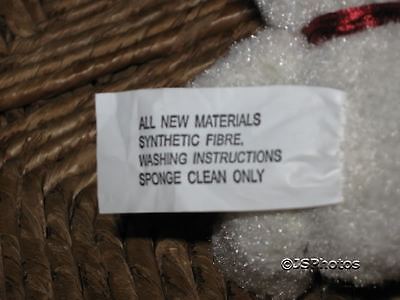 ALL NEW MATERIALS
SYNTHETIC FIBRE.
WASHING INSTRUCTIONS
SPONGE CLEAN ONLY
©JSPhotos